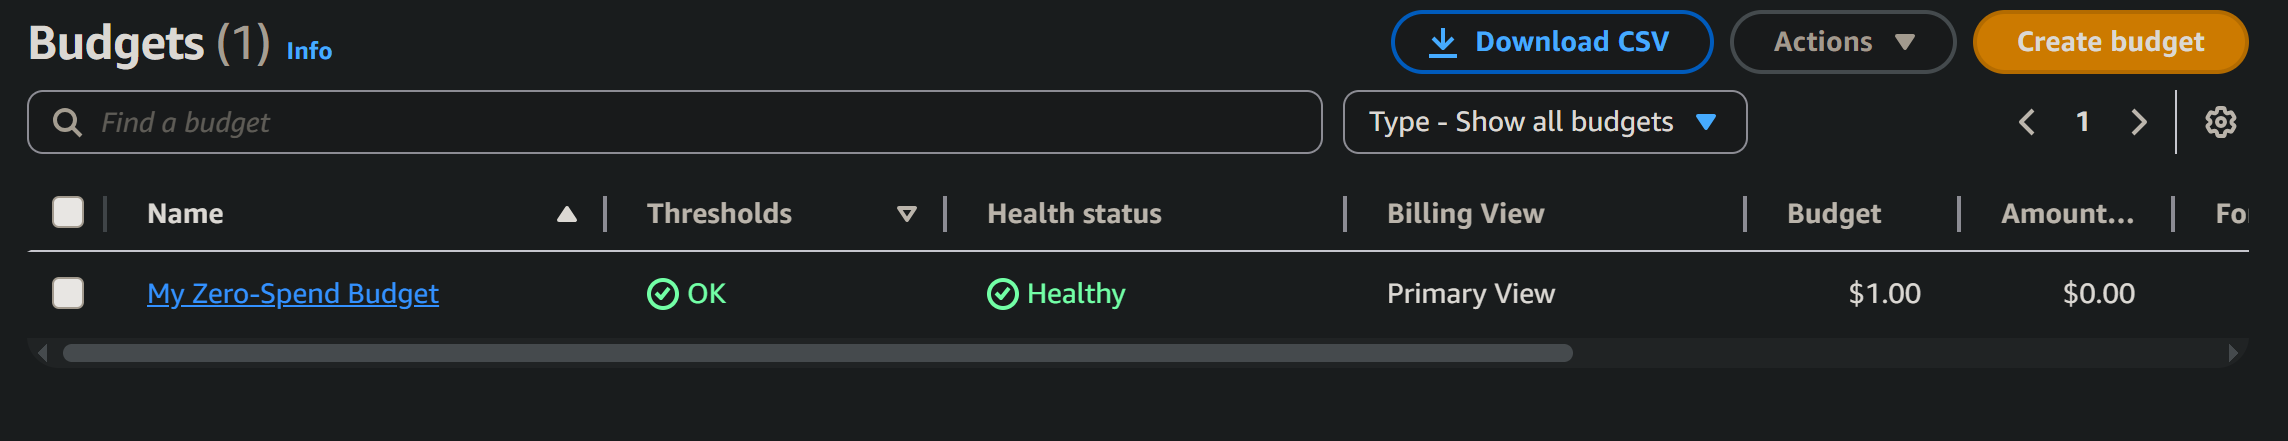 Budgets (1) Info
Download CSV
Actions
Create budget
Find a budget
Type - Show all budgets
1
Name Thresholds Health status Billing View Budget Amount... Fo
My Zero-Spend Budget OK Healthy Primary View $1.00 $0.00